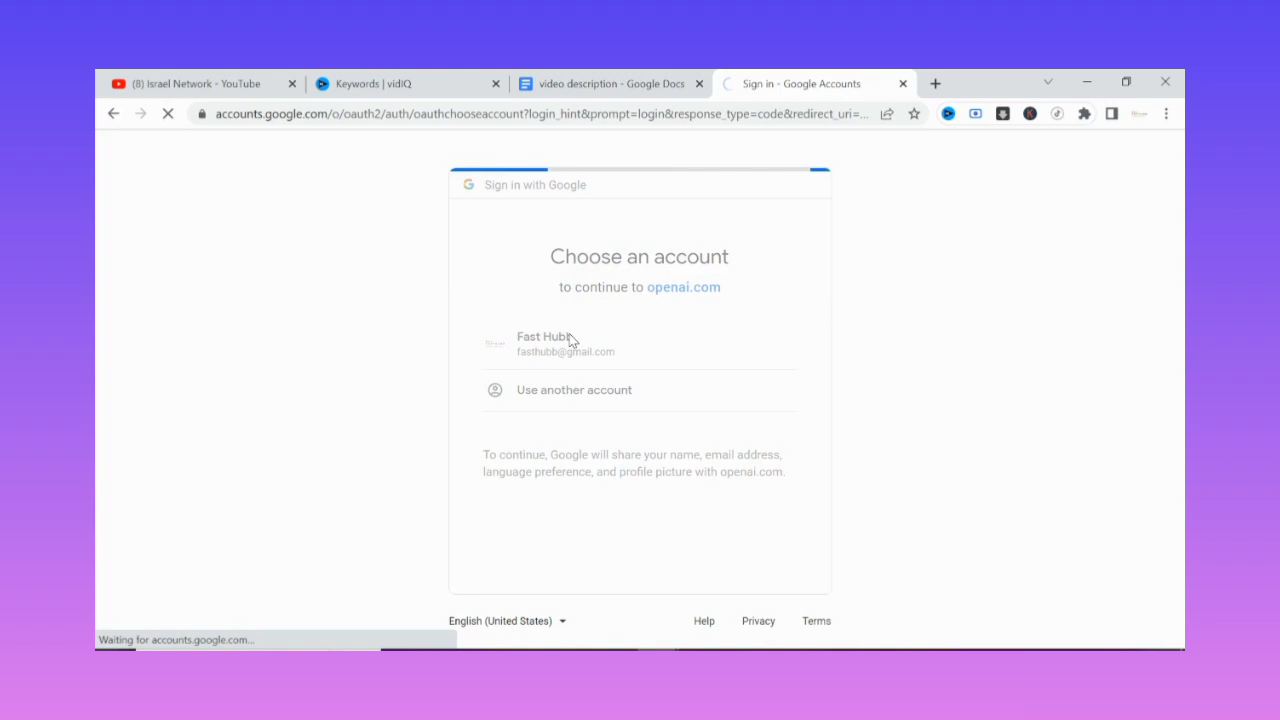 (8) Israel Network - YouTube
Keywords | vidIQ
video description - Google Docs
Sign in - Google Accounts
accounts.google.com/o/oauth2/auth/oauthchooseaccount?login_hint&prompt=login&response_type=code&redirect_uri=...
Sign in with Google
Choose an account
to continue to openai.com
Fast Hubb
fasthubb@gmail.com
Use another account
To continue, Google will share your name, email address,
language preference, and profile picture with openai.com.
English (United States)
Help
Privacy
Terms
Waiting for accounts.google.com...